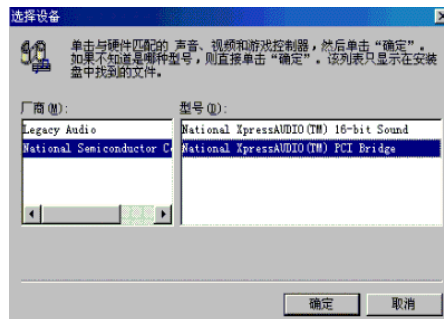 选择设备
单击与硬件匹配的 声音、视频和游戏控制器，然后单击“确定”。
如果不知道是哪种型号，则直接单击“确定”。该列表只显示在安装
盘中找到的文件。
厂商(M):
型号(D):
Legacy Audio
National Semiconductor C
National XpressAUDIO(TM) 16-bit Sound
National XpressAUDIO(TM) PCI Bridge
确定
取消